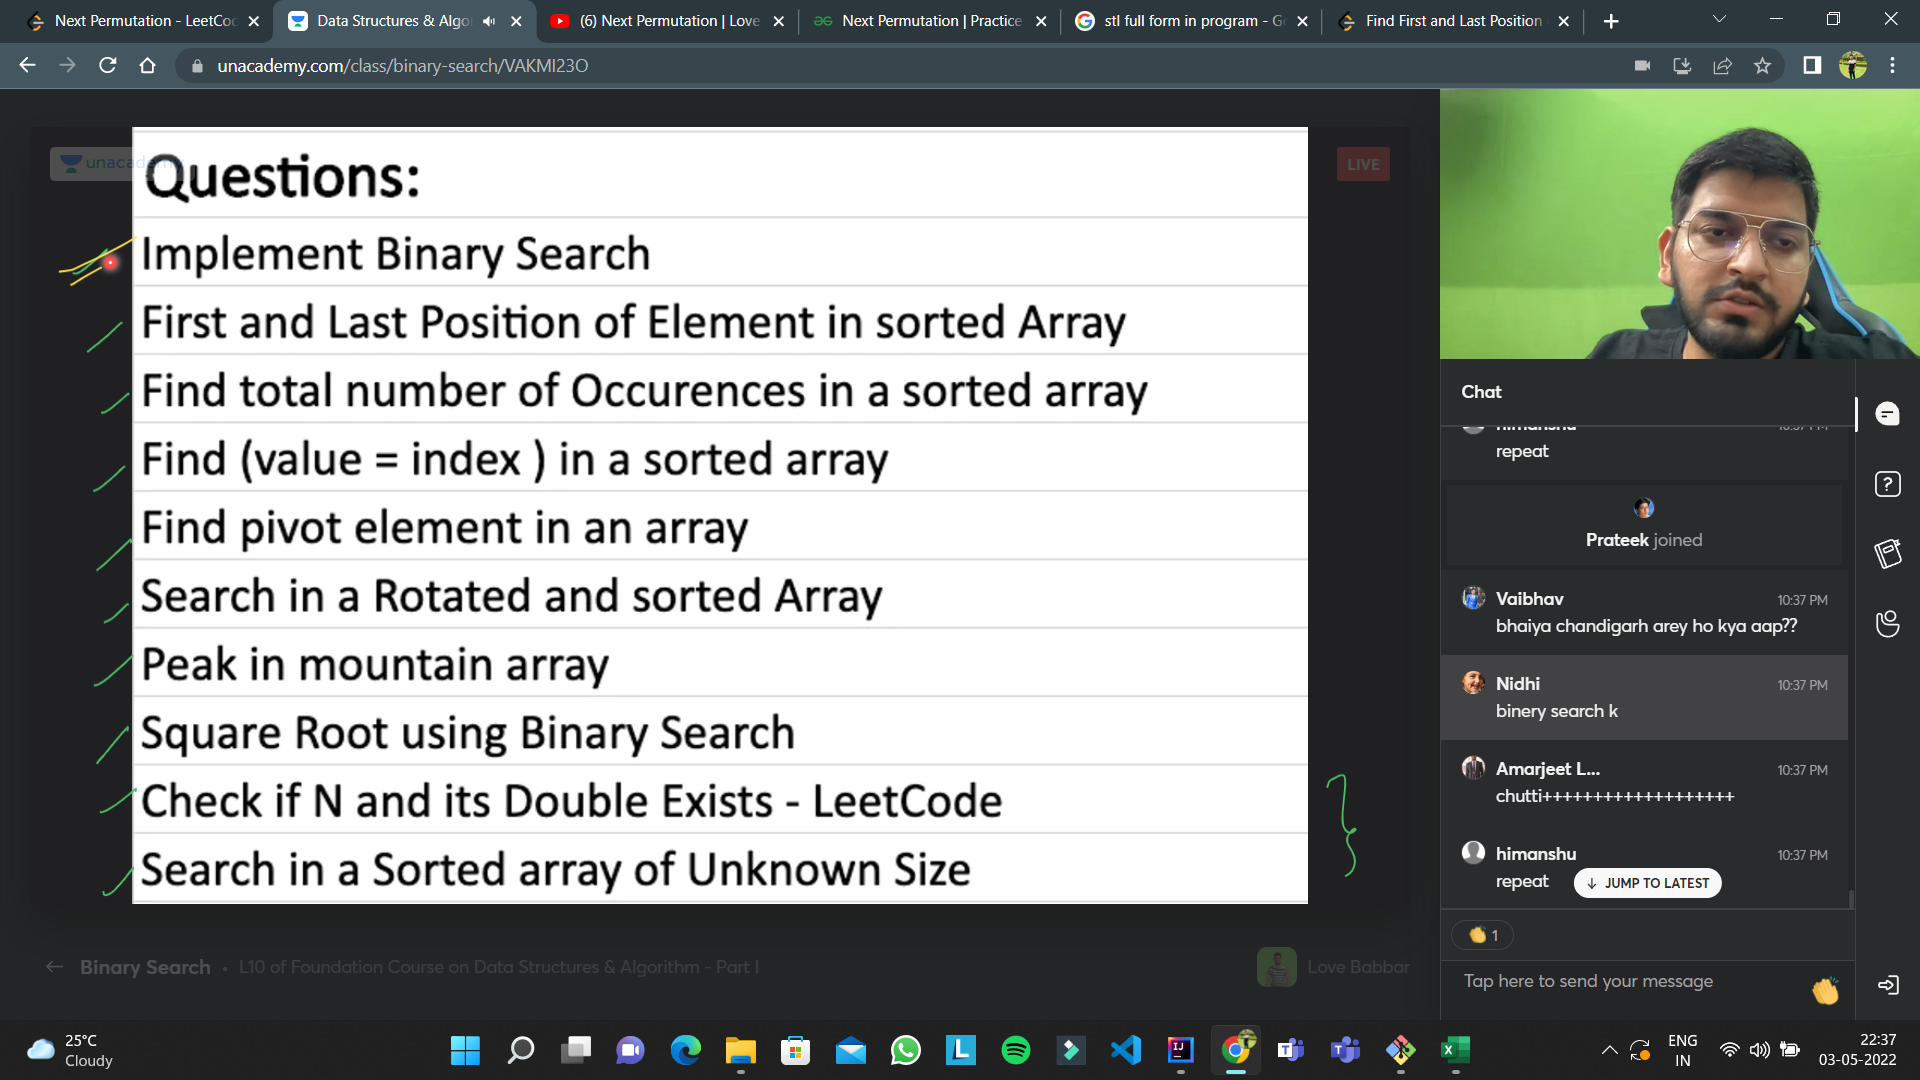 Next Permutation - LeetCo
Data Structures & Algo
(6) Next Permutation | Love
Next Permutation | Practice
stl full form in program - G
Find First and Last Position
unacademy.com/class/binary-search/VAKMI23O
unacademy
LIVE
Questions:
Implement Binary Search
First and Last Position of Element in sorted Array
Find total number of Occurences in a sorted array
Find (value = index ) in a sorted array
Find pivot element in an array
Search in a Rotated and sorted Array
Peak in mountain array
Square Root using Binary Search
Check if N and its Double Exists - LeetCode
Search in a Sorted array of Unknown Size
Binary Search • L10 of Foundation Course on Data Structures & Algorithm - Part I
Love Babbar
Chat
himanshu 10:37 PM
repeat
Prateek joined
Vaibhav 10:37 PM
bhaiya chandigarh arey ho kya aap??
Nidhi 10:37 PM
binery search k
Amarjeet L... 10:37 PM
chutti+++++++++++++++++++
himanshu 10:37 PM
repeat
JUMP TO LATEST
1
Tap here to send your message
25°C
Cloudy
ENG
IN
22:37
03-05-2022